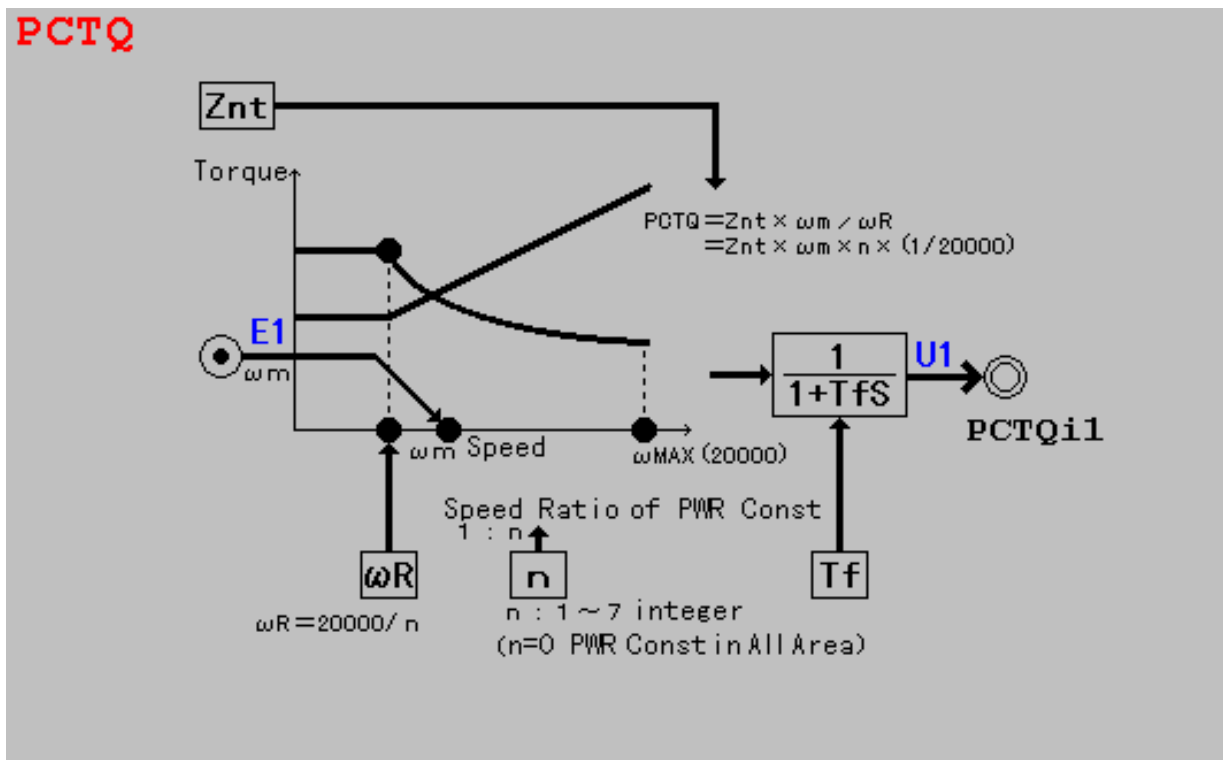 PCTQ
Znt
Torque
PCTQ=Znt×ωm/ωR
=Znt×ωm×n×(1/20000)
E1
ωm
1
1+TfS
U1
PCTQi1
ωm Speed
ωMAX(20000)
Speed Ratio of PWR Const
1 : n
ωR
n
Tf
ωR=20000/n
n : 1~7 integer
(n=0 PWR Const in All Area)